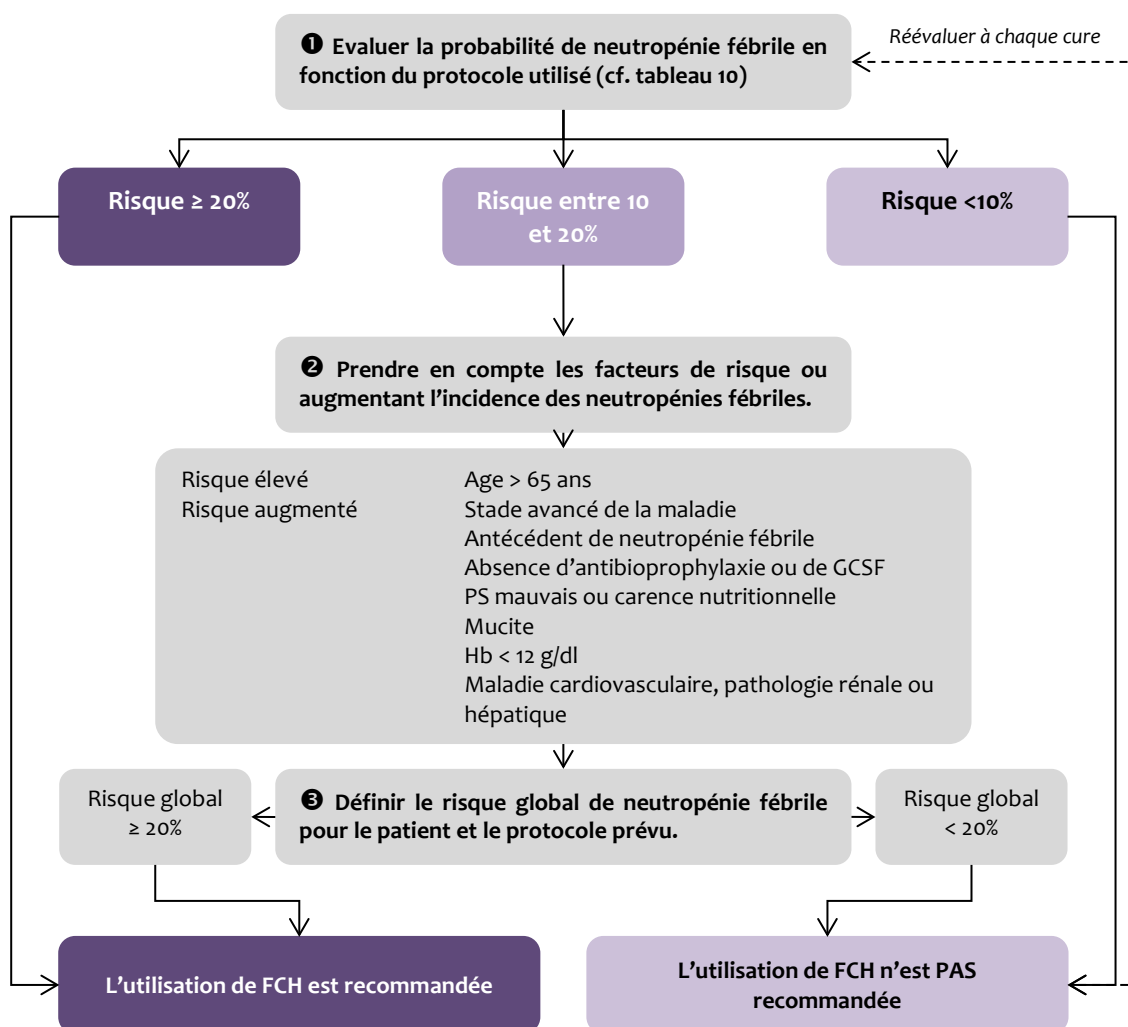 ❶ Evaluer la probabilité de neutropénie fébrile en
fonction du protocole utilisé (cf. tableau 10)
Réévaluer à chaque cure
Risque ≥ 20%
Risque entre 10
et 20%
Risque <10%
❷ Prendre en compte les facteurs de risque ou
augmentant l’incidence des neutropénies fébriles.
Risque élevé
Age > 65 ans
Risque augmenté
Stade avancé de la maladie
Antécédent de neutropénie fébrile
Absence d’antibioprophylaxie ou de GCSF
PS mauvais ou carence nutritionnelle
Mucite
Hb < 12 g/dl
Maladie cardiovasculaire, pathologie rénale ou
hépatique
Risque global
≥ 20%
❸ Définir le risque global de neutropénie fébrile
pour le patient et le protocole prévu.
Risque global
< 20%
L’utilisation de FCH est recommandée
L’utilisation de FCH n’est PAS
recommandée